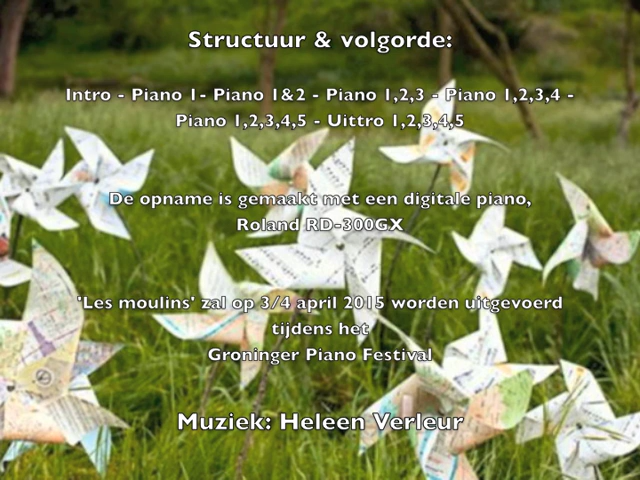 Structuur & volgorde:
Intro - Piano 1- Piano 1&2 - Piano 1,2,3 - Piano 1,2,3,4 -
Piano 1,2,3,4,5 - Uittro 1,2,3,4,5
De opname is gemaakt met een digitale piano,
Roland RD-300GX
'Les moulins' zal op 3/4 april 2015 worden uitgevoerd
tijdens het
Groninger Piano Festival
Muziek: Heleen Verleur